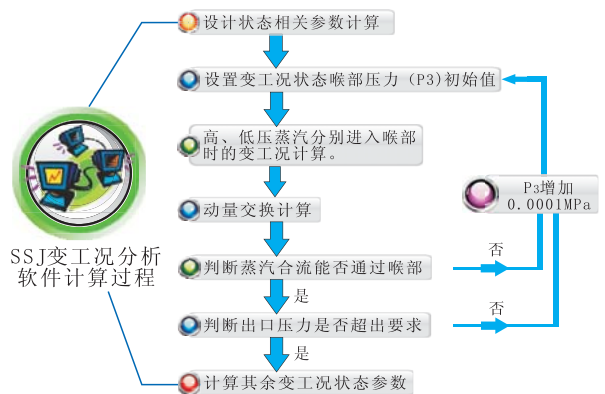 设计状态相关参数计算
设置变工况状态喉部压力 (P3)初始值
高、低压蒸汽分别进入喉部
时的变工况计算。
动量交换计算
P3增加
0.0001MPa
SSJ变工况分析
软件计算过程
判断蒸汽合流能否通过喉部
否
是
判断出口压力是否超出要求
否
是
计算其余变工况状态参数